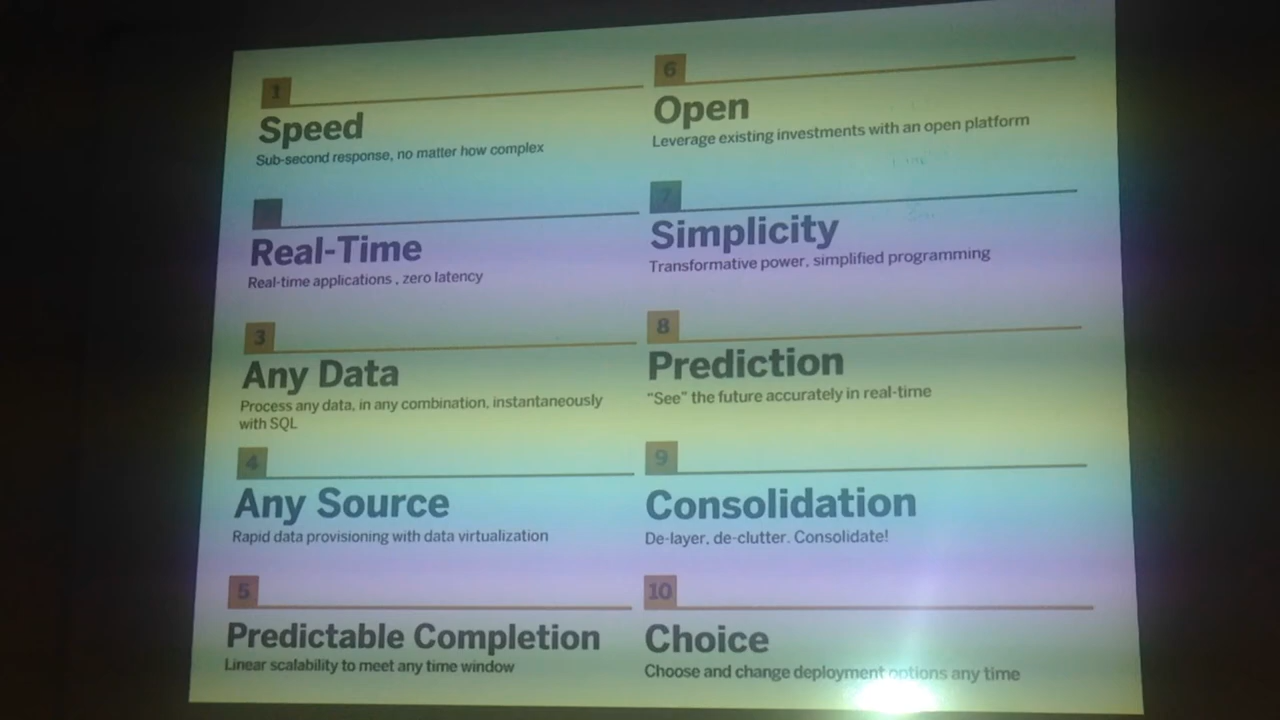 1
Speed
Sub-second response, no matter how complex
Real-Time
Real-time applications , zero latency
3
Any Data
Process any data, in any combination, instantaneously
with SQL
4
Any Source
Rapid data provisioning with data virtualization
5
Predictable Completion
Linear scalability to meet any time window
6
Open
Leverage existing investments with an open platform
7
Simplicity
Transformative power, simplified programming
8
Prediction
“See” the future accurately in real-time
9
Consolidation
De-layer, de-clutter. Consolidate!
10
Choice
Choose and change deployment options any time